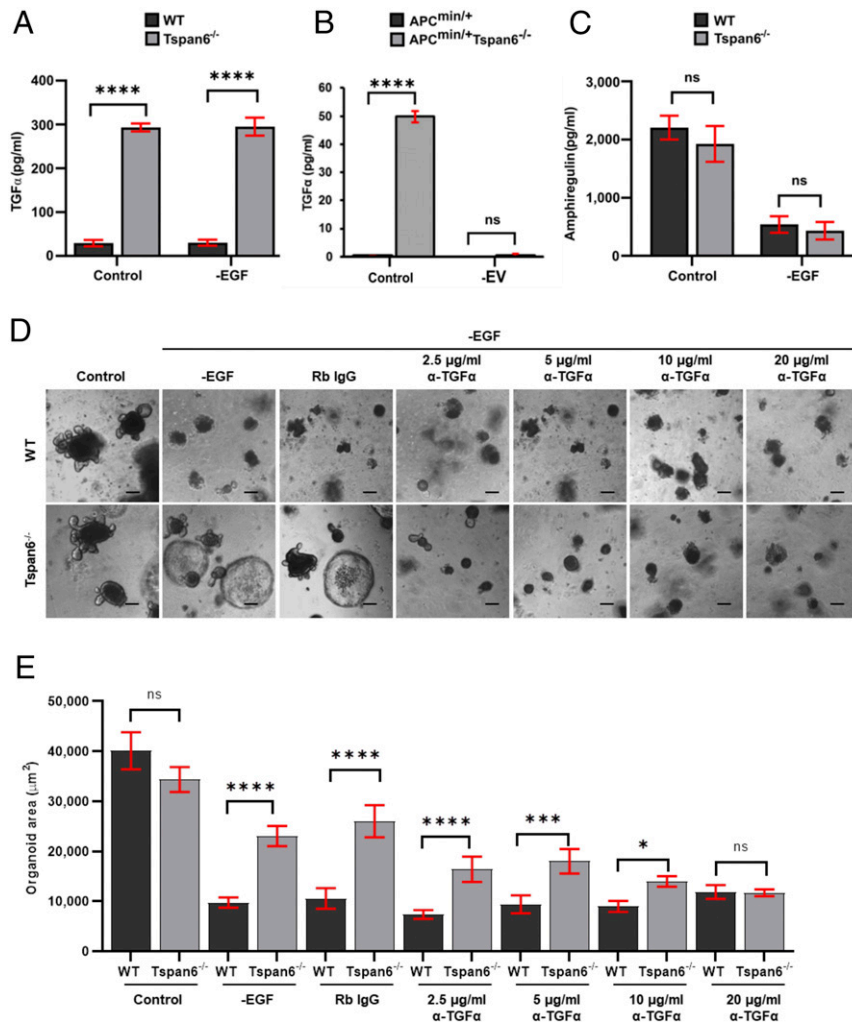 A
WT
Tspan6-/-
TGFα (pg/ml)
400
300
200
100
0
****
****
Control
-EGF
B
APCmin/+
APCmin/+Tspan6-/-
TGFα (pg/ml)
60
50
40
30
20
10
0
****
ns
Control
-EV
C
WT
Tspan6-/-
Amphiregulin (pg/ml)
3,000
2,000
1,000
0
ns
ns
Control
-EGF
D
-EGF
Control
-EGF
Rb IgG
2.5 µg/ml
α-TGFα
5 µg/ml
α-TGFα
10 µg/ml
α-TGFα
20 µg/ml
α-TGFα
WT
Tspan6-/-
E
Organoid area (µm2)
50,000
40,000
30,000
20,000
10,000
0
ns
****
****
****
***
*
ns
WT Tspan6-/- WT Tspan6-/- WT Tspan6-/- WT Tspan6-/- WT Tspan6-/- WT Tspan6-/- WT Tspan6-/-
Control
-EGF
Rb IgG
2.5 µg/ml
α-TGFα
5 µg/ml
α-TGFα
10 µg/ml
α-TGFα
20 µg/ml
α-TGFα